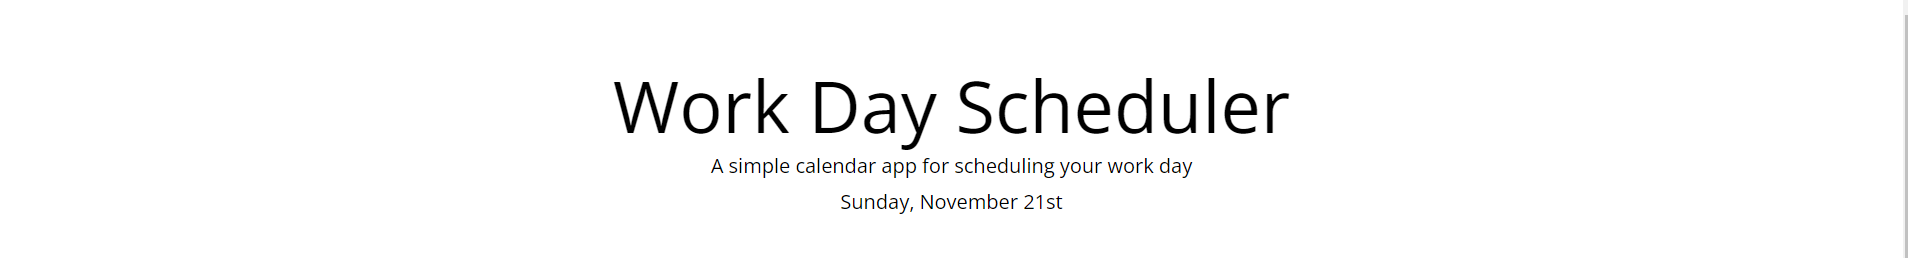 Work Day Scheduler
A simple calendar app for scheduling your work day
Sunday, November 21st